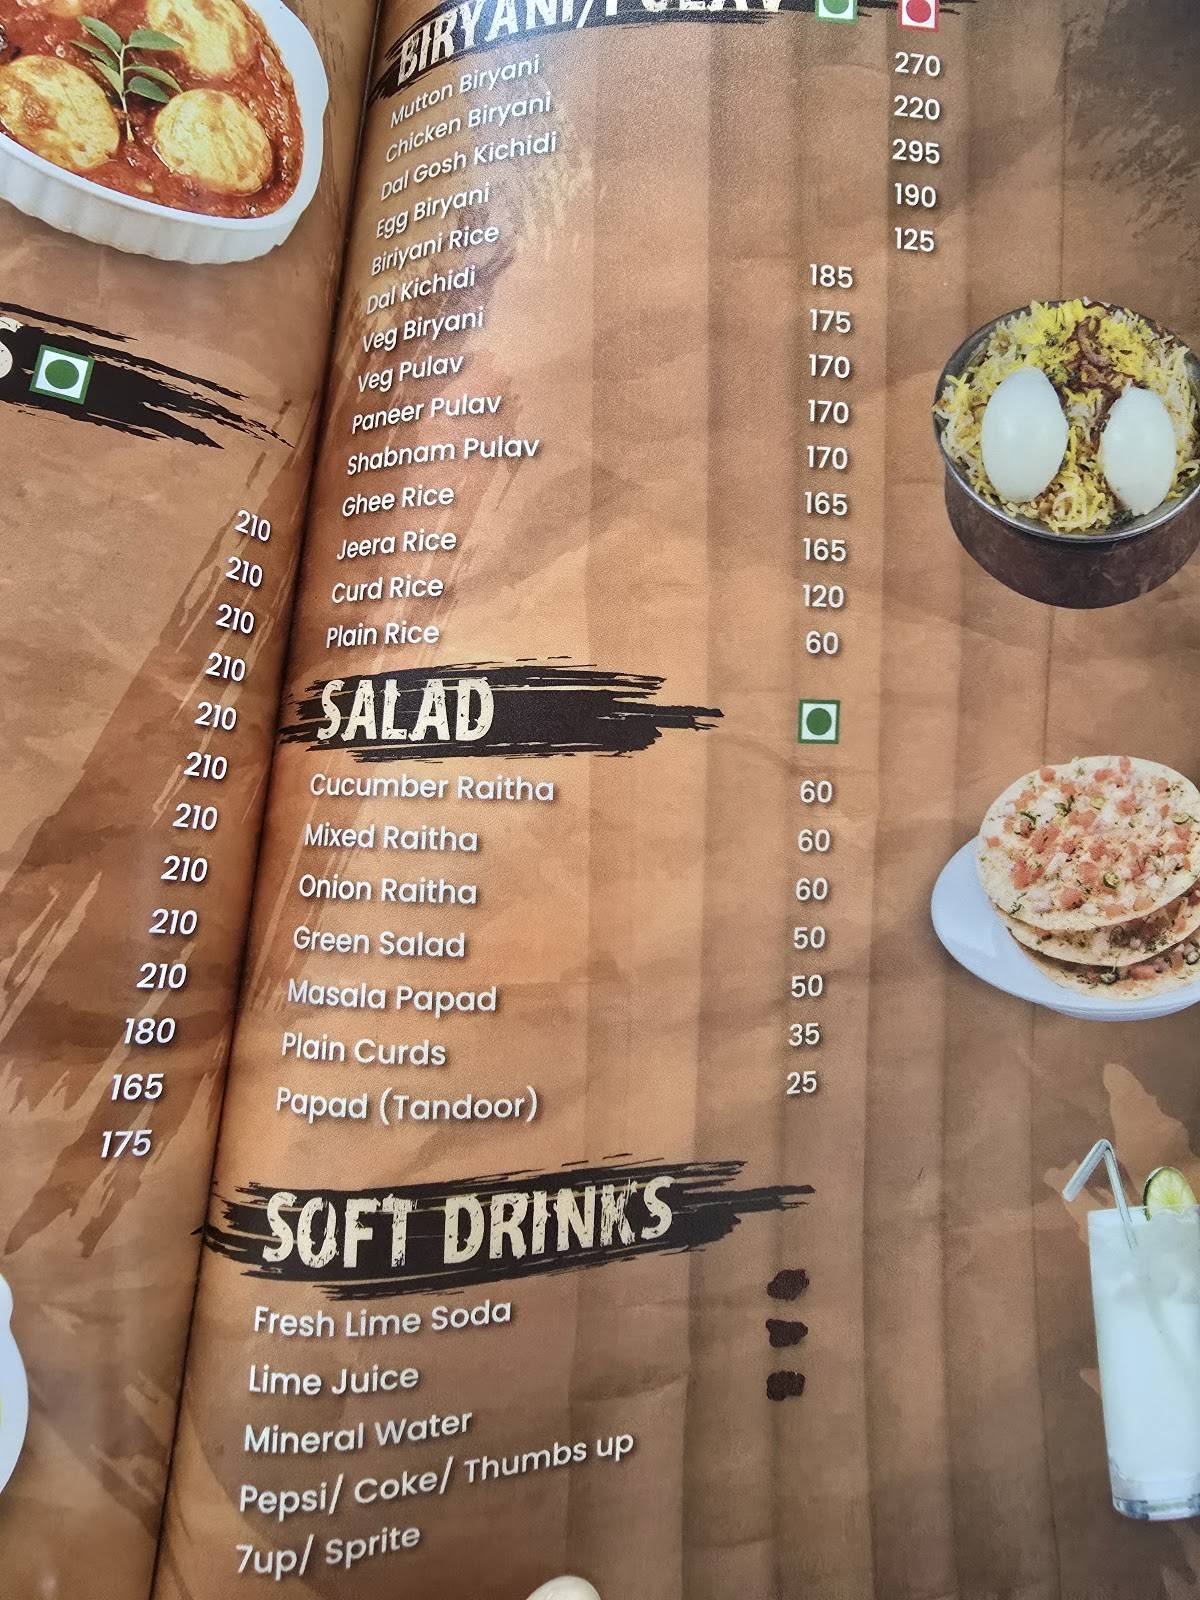 S
210
210
210
210
210
210
210
210
210
210
180
165
175
BIRYANI/PULAV
Mutton Biryani 270
Chicken Biryani 220
Dal Gosh Kichidi 295
Egg Biryani 190
Biriyani Rice 125
Dal Kichidi 185
Veg Biryani 175
Veg Pulav 170
Paneer Pulav 170
Shabnam Pulav 170
Ghee Rice 165
Jeera Rice 165
Curd Rice 120
Plain Rice 60
SALAD
Cucumber Raitha 60
Mixed Raitha 60
Onion Raitha 60
Green Salad 50
Masala Papad 50
Plain Curds 35
Papad (Tandoor) 25
SOFT DRINKS
Fresh Lime Soda
Lime Juice
Mineral Water
Pepsi/ Coke/ Thumbs up
7up/ Sprite